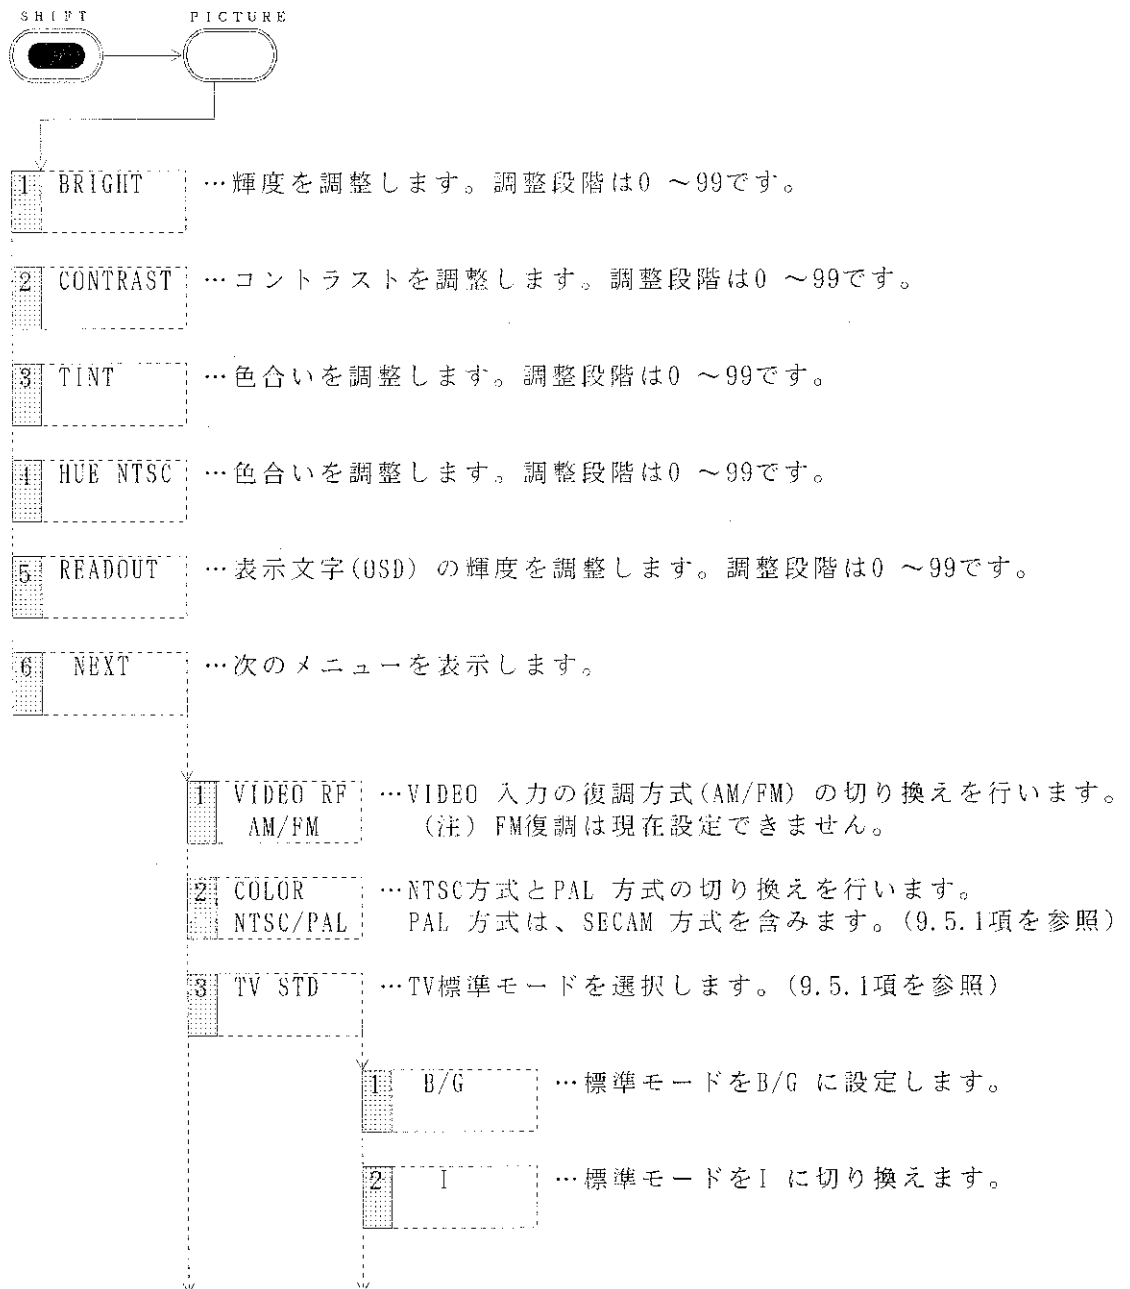 SHIFT PICTURE
1 BRIGHT …輝度を調整します。調整段階は0 ～99です。
2 CONTRAST …コントラストを調整します。調整段階は0 ～99です。
3 TINT …色合いを調整します。調整段階は0 ～99です。
4 HUE NTSC …色合いを調整します。調整段階は0 ～99です。
5 READOUT …表示文字(OSD) の輝度を調整します。調整段階は0 ～99です。
6 NEXT …次のメニューを表示します。
1 VIDEO RF …VIDEO 入力の復調方式(AM/FM) の切り換えを行います。
AM/FM (注) FM復調は現在設定できません。
2 COLOR …NTSC方式とPAL 方式の切り換えを行います。
NTSC/PAL PAL 方式は、SECAM 方式を含みます。(9.5.1項を参照)
3 TV STD …TV標準モードを選択します。(9.5.1項を参照)
1 B/G …標準モードをB/G に設定します。
2 I …標準モードをI に切り換えます。